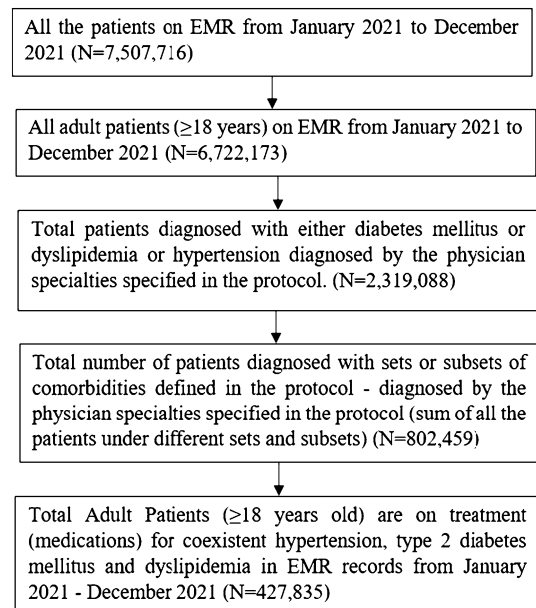 All the patients on EMR from January 2021 to December
2021 (N=7,507,716)
All adult patients (≥18 years) on EMR from January 2021 to
December 2021 (N=6,722,173)
Total patients diagnosed with either diabetes mellitus or
dyslipidemia or hypertension diagnosed by the physician
specialties specified in the protocol. (N=2,319,088)
Total number of patients diagnosed with sets or subsets of
comorbidities defined in the protocol - diagnosed by the
physician specialties specified in the protocol (sum of all the
patients under different sets and subsets) (N=802,459)
Total Adult Patients (≥18 years old) are on treatment
(medications) for coexistent hypertension, type 2 diabetes
mellitus and dyslipidemia in EMR records from January
2021 - December 2021 (N=427,835)